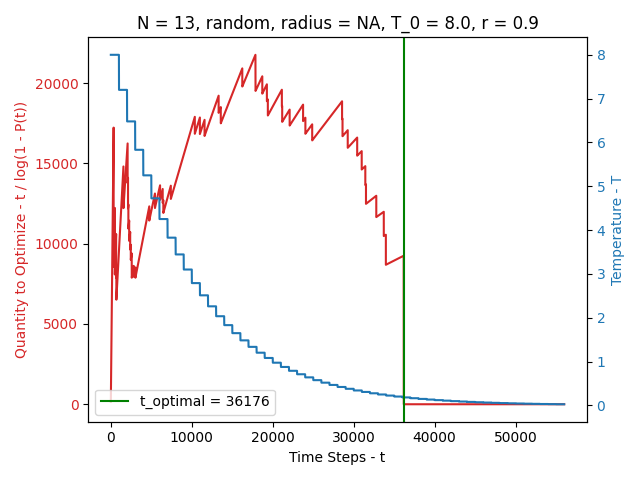 N = 13, random, radius = NA, T_0 = 8.0, r = 0.9
Quantity to Optimize - t / log(1 - P(t))
20000
15000
10000
5000
0
8
7
6
5
4
3
2
1
0
Temperature - T
t_optimal = 36176
0 10000 20000 30000 40000 50000
Time Steps - t